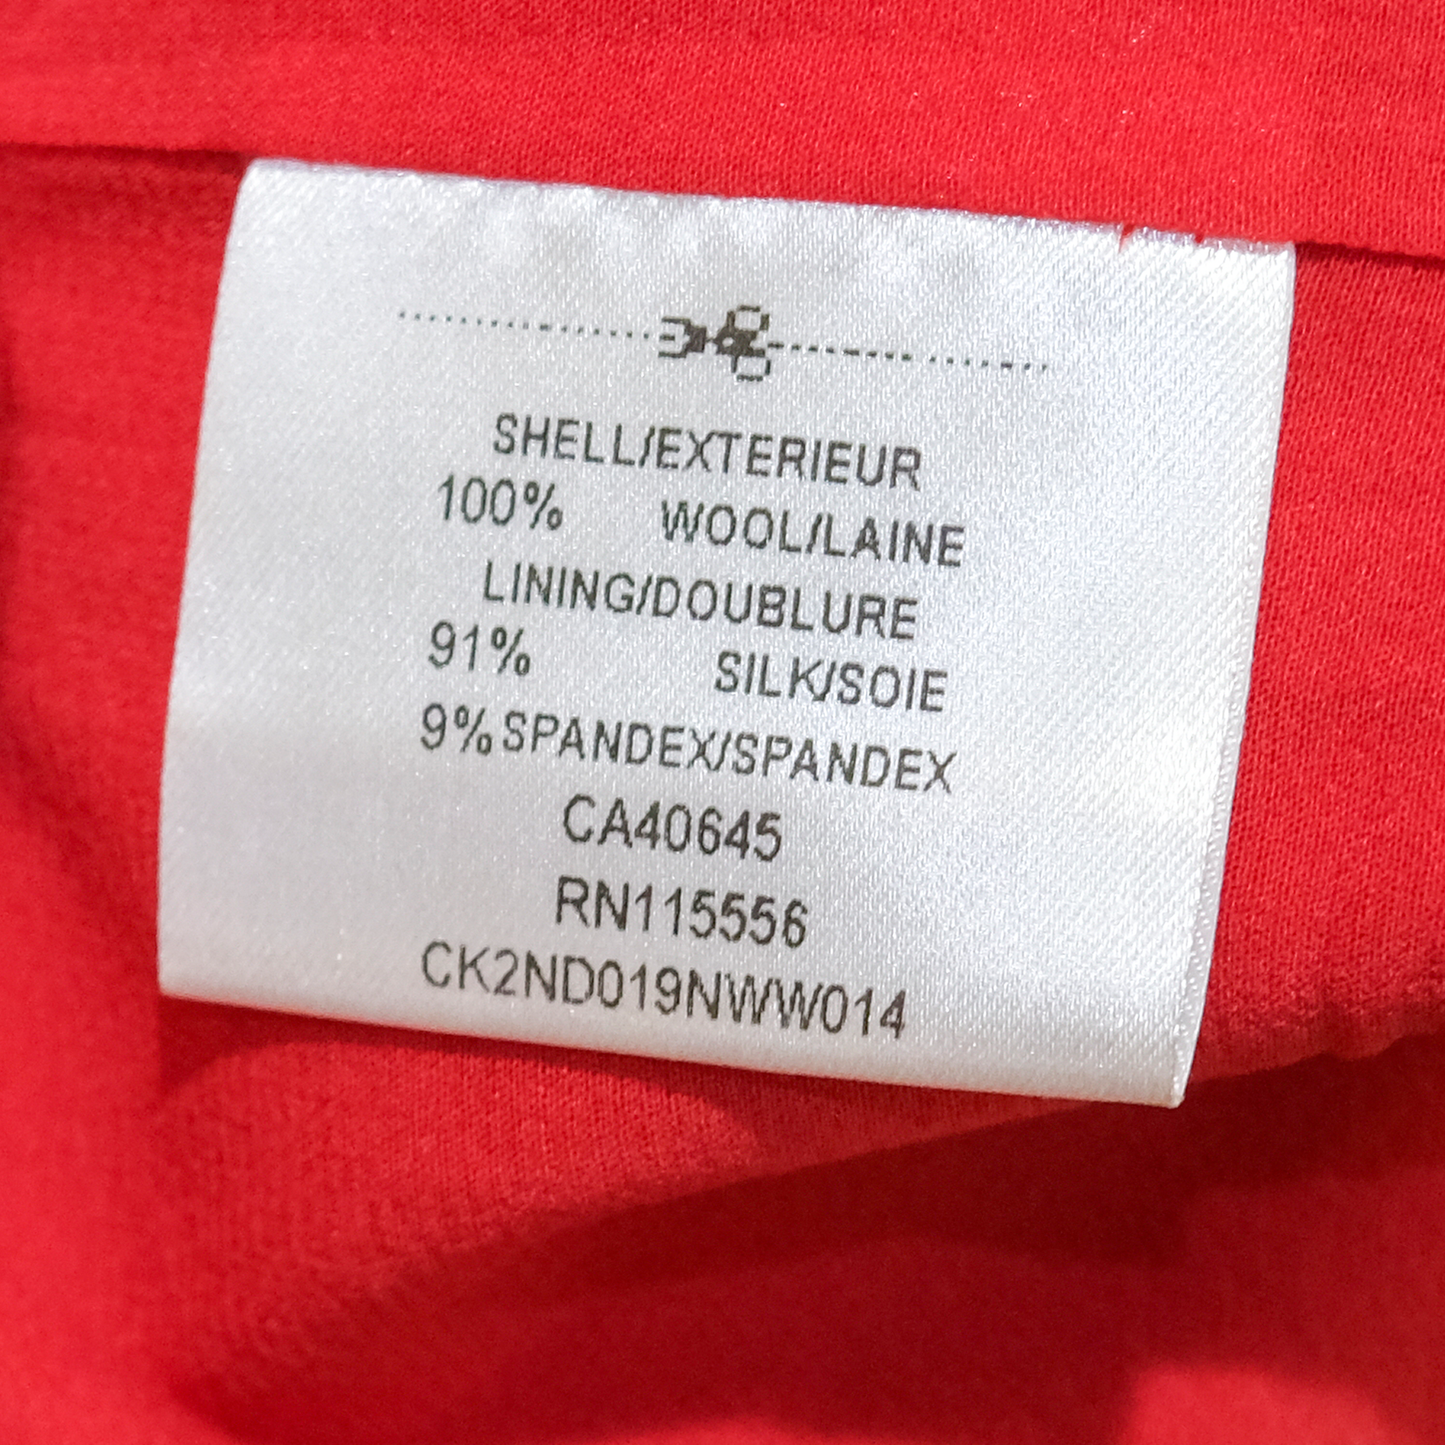 SHELL/EXTERIEUR
100% WOOL/LAINE
LINING/DOUBLURE
91% SILK/SOIE
9% SPANDEX/SPANDEX
CA40645
RN115556
CK2ND019NWW014